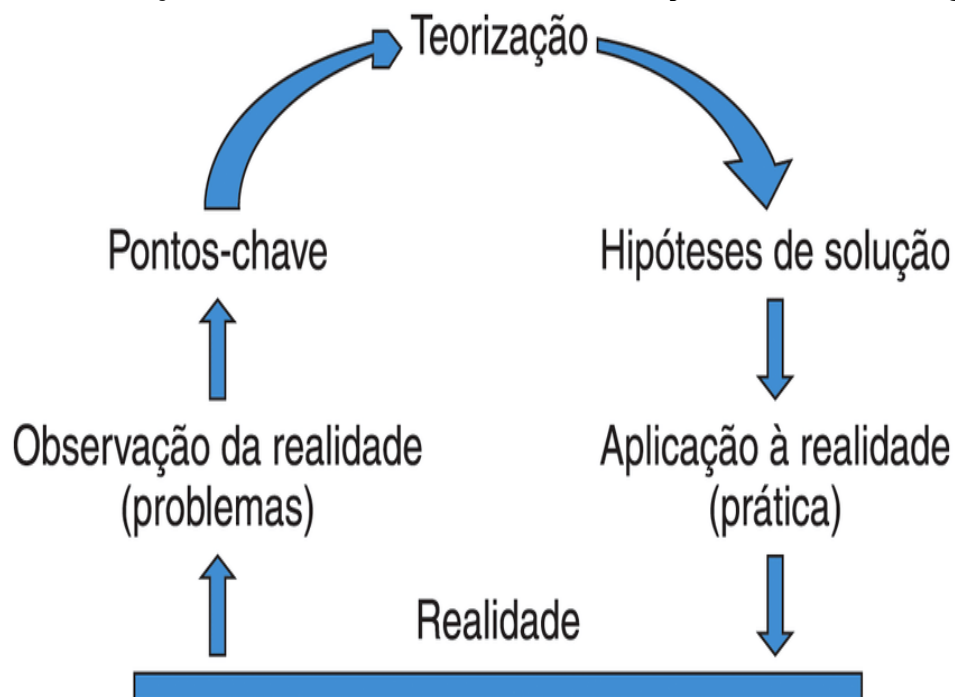 Teorização
Pontos-chave
Hipóteses de solução
Observação da realidade
(problemas)
Aplicação à realidade
(prática)
Realidade